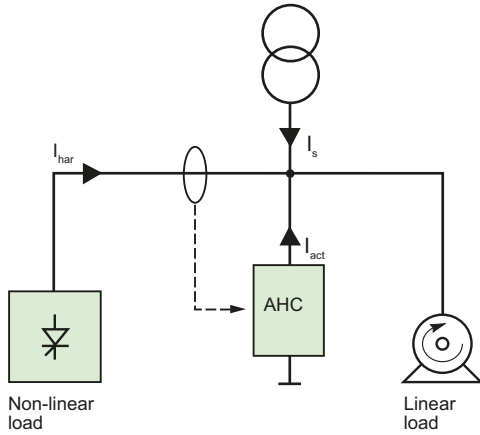 I_s
I_har
I_act
AHC
Non-linear
load
Linear
load